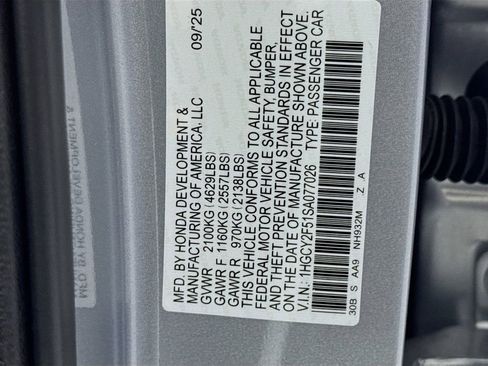 MFD. BY HONDA DEVELOPMENT & 09/25
MANUFACTURING OF AMERICA, LLC
GVWR 2100KG (4629LBS)
GAWR F 1160KG (2557LBS)
GAWR R 970KG (2138LBS)
THIS VEHICLE CONFORMS TO ALL APPLICABLE
FEDERAL MOTOR VEHICLE SAFETY, BUMPER,
AND THEFT PREVENTION STANDARDS IN EFFECT
ON THE DATE OF MANUFACTURE SHOWN ABOVE.
V.I.N.: 1HGCY2F51SA077026 TYPE: PASSENGER CAR
30B S AA9 NH932M Z A